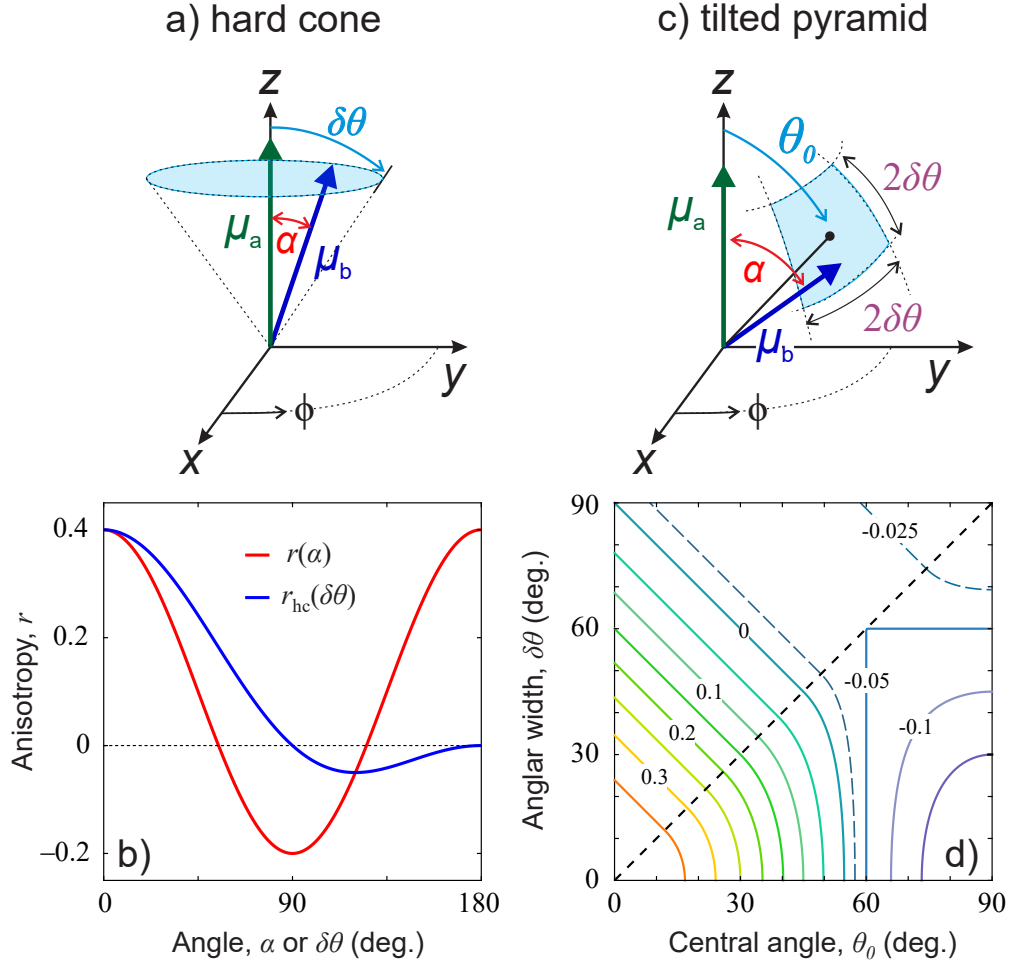 a) hard cone
z
δθ
μa
α
μb
y
ϕ
x
c) tilted pyramid
z
θ0
2δθ
μa
α
2δθ
μb
y
ϕ
x
0.4
0.2
0
−0.2
Anisotropy, r
r(α)
rhc(δθ)
b)
0
90
180
Angle, α or δθ (deg.)
90
60
30
0
Anglar width, δθ (deg.)
-0.025
0
-0.05
0.1
-0.1
0.2
0.3
d)
0
30
60
90
Central angle, θ0 (deg.)